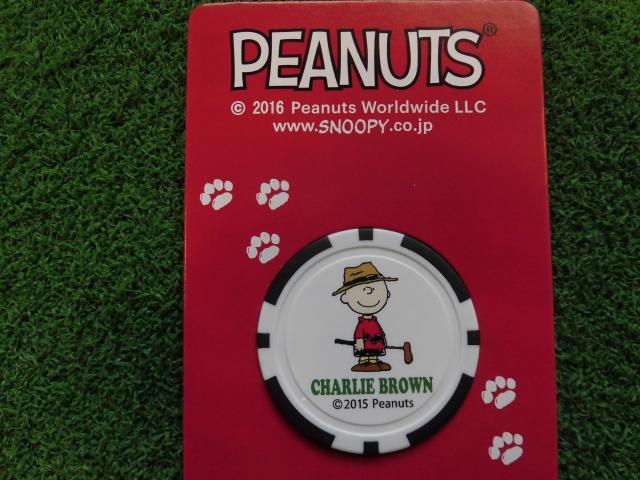 PEANUTS®
© 2016 Peanuts Worldwide LLC
www.SNOOPY.co.jp
CHARLIE BROWN
©2015 Peanuts